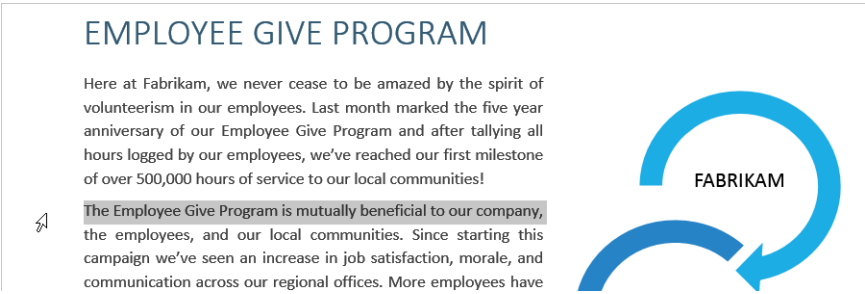 EMPLOYEE GIVE PROGRAM
Here at Fabrikam, we never cease to be amazed by the spirit of
volunteerism in our employees. Last month marked the five year
anniversary of our Employee Give Program and after tallying all
hours logged by our employees, we've reached our first milestone
of over 500,000 hours of service to our local communities!
The Employee Give Program is mutually beneficial to our company,
the employees, and our local communities. Since starting this
campaign we've seen an increase in job satisfaction, morale, and
communication across our regional offices. More employees have
FABRIKAM